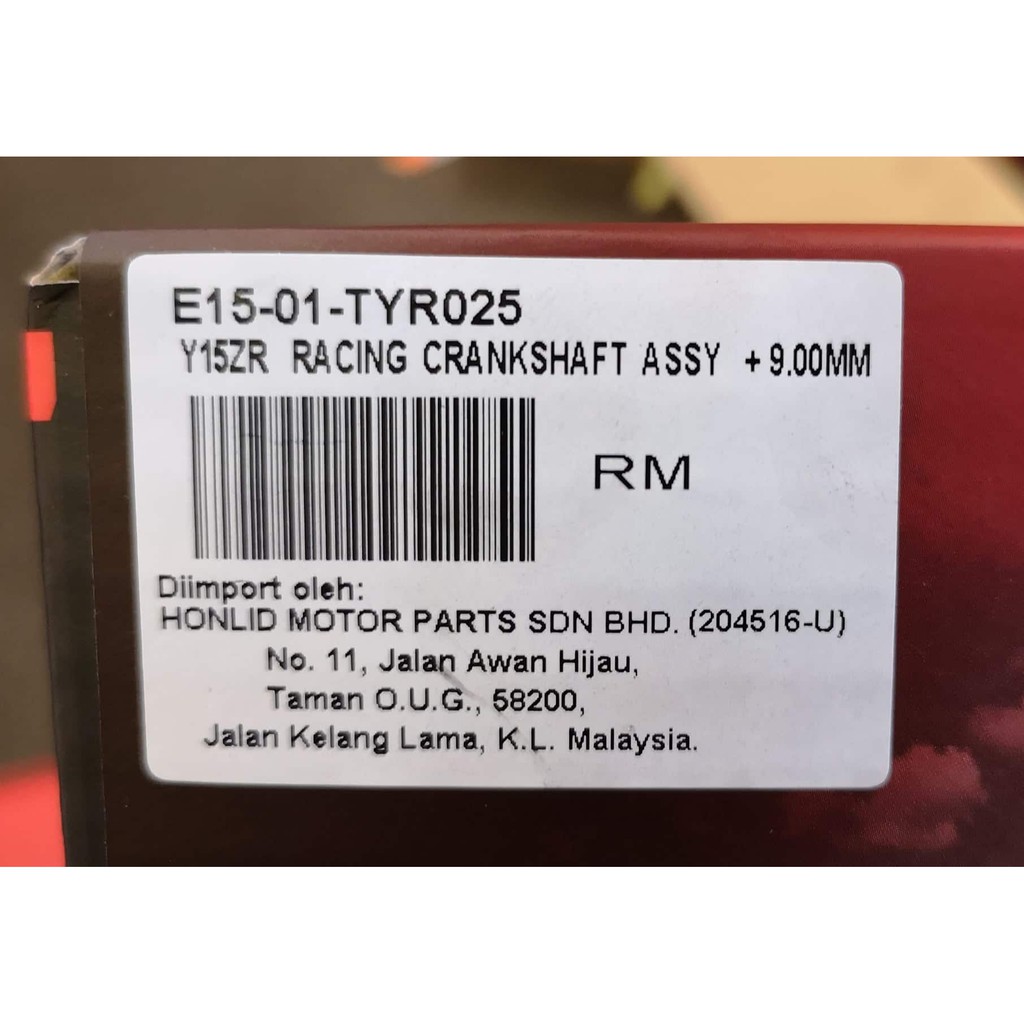 E15-01-TYR025
Y15ZR RACING CRANKSHAFT ASSY + 9.00MM
RM
Diimport oleh:
HONLID MOTOR PARTS SDN BHD. (204516-U)
No. 11, Jalan Awan Hijau,
Taman O.U.G., 58200,
Jalan Kelang Lama, K.L. Malaysia.